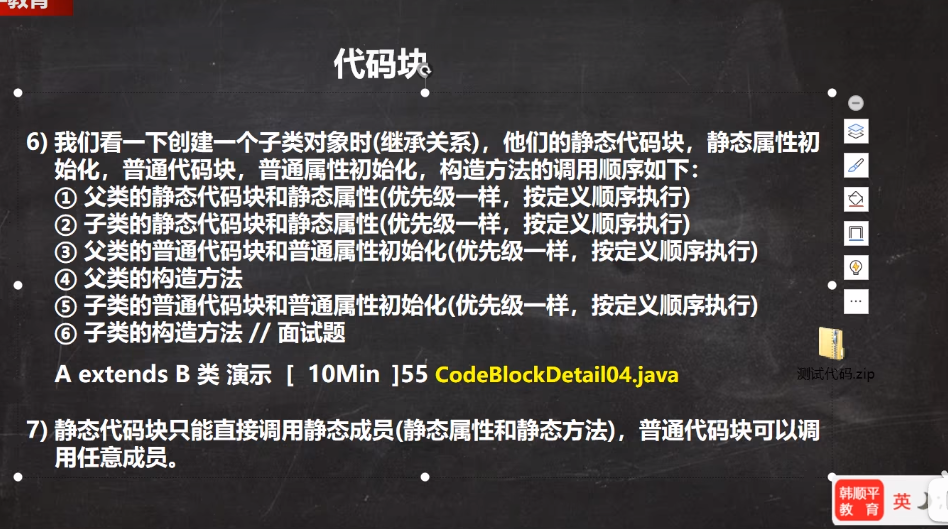 代码块
6) 我们看一下创建一个子类对象时(继承关系)，他们的静态代码块，静态属性初
始化，普通代码块，普通属性初始化，构造方法的调用顺序如下：
① 父类的静态代码块和静态属性(优先级一样，按定义顺序执行)
② 子类的静态代码块和静态属性(优先级一样，按定义顺序执行)
③ 父类的普通代码块和普通属性初始化(优先级一样，按定义顺序执行)
④ 父类的构造方法
⑤ 子类的普通代码块和普通属性初始化(优先级一样，按定义顺序执行)
⑥ 子类的构造方法 // 面试题
测试代码.zip
A extends B 类 演示 [ 10Min ]55 CodeBlockDetail04.java
7) 静态代码块只能直接调用静态成员(静态属性和静态方法)，普通代码块可以调
用任意成员。
韩顺平
教 育
英